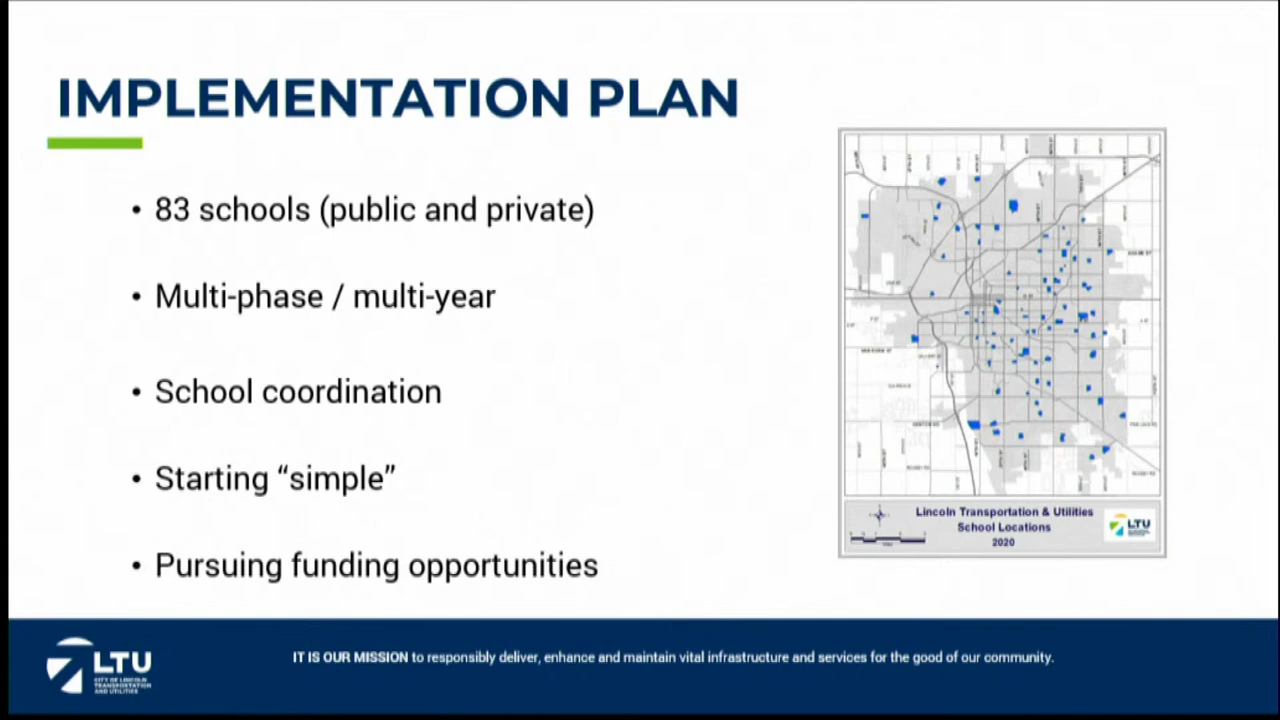 IMPLEMENTATION PLAN
• 83 schools (public and private)
• Multi-phase / multi-year
• School coordination
• Starting “simple”
• Pursuing funding opportunities
Lincoln Transportation & Utilities
School Locations
2020
LTU
LTU
CITY OF LINCOLN
TRANSPORTATION
AND UTILITIES
IT IS OUR MISSION to responsibly deliver, enhance and maintain vital infrastructure and services for the good of our community.